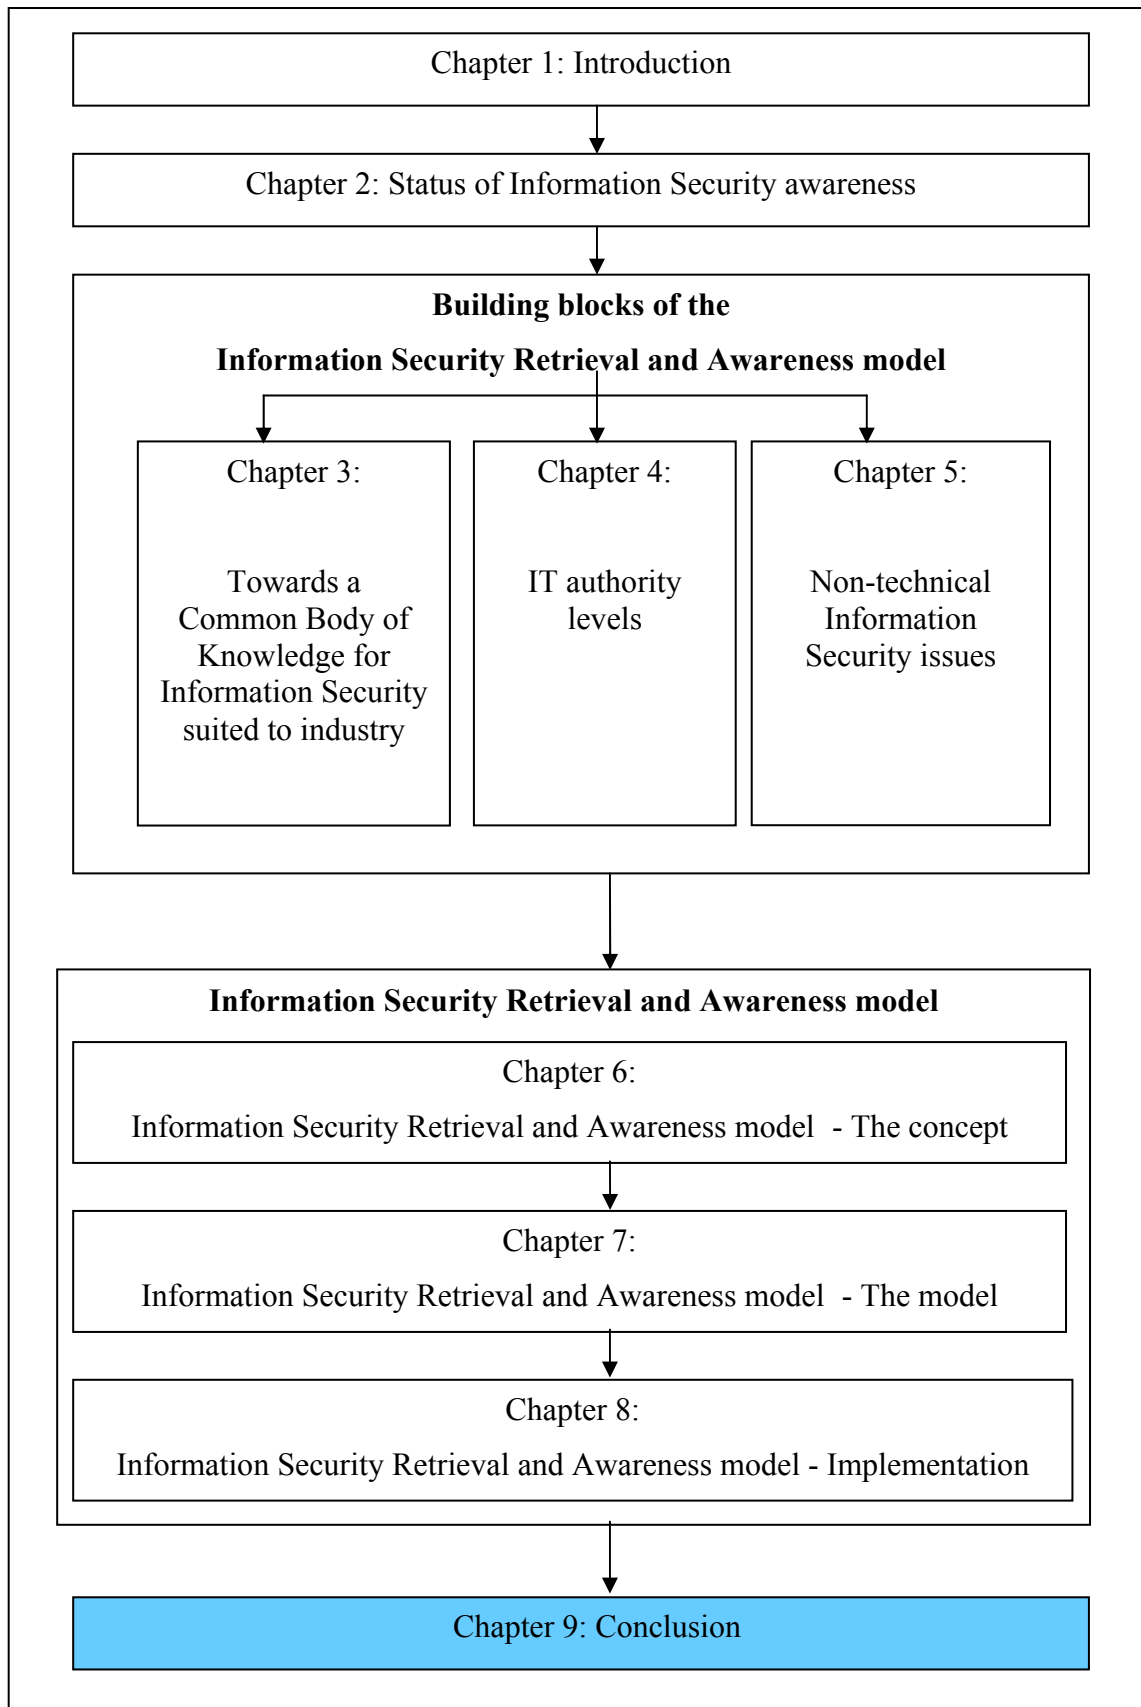 Chapter 1: Introduction
Chapter 2: Status of Information Security awareness
Building blocks of the
Information Security Retrieval and Awareness model
Chapter 3:
Towards a
Common Body of
Knowledge for
Information Security
suited to industry
Chapter 4:
IT authority
levels
Chapter 5:
Non-technical
Information
Security issues
Information Security Retrieval and Awareness model
Chapter 6:
Information Security Retrieval and Awareness model - The concept
Chapter 7:
Information Security Retrieval and Awareness model - The model
Chapter 8:
Information Security Retrieval and Awareness model - Implementation
Chapter 9: Conclusion